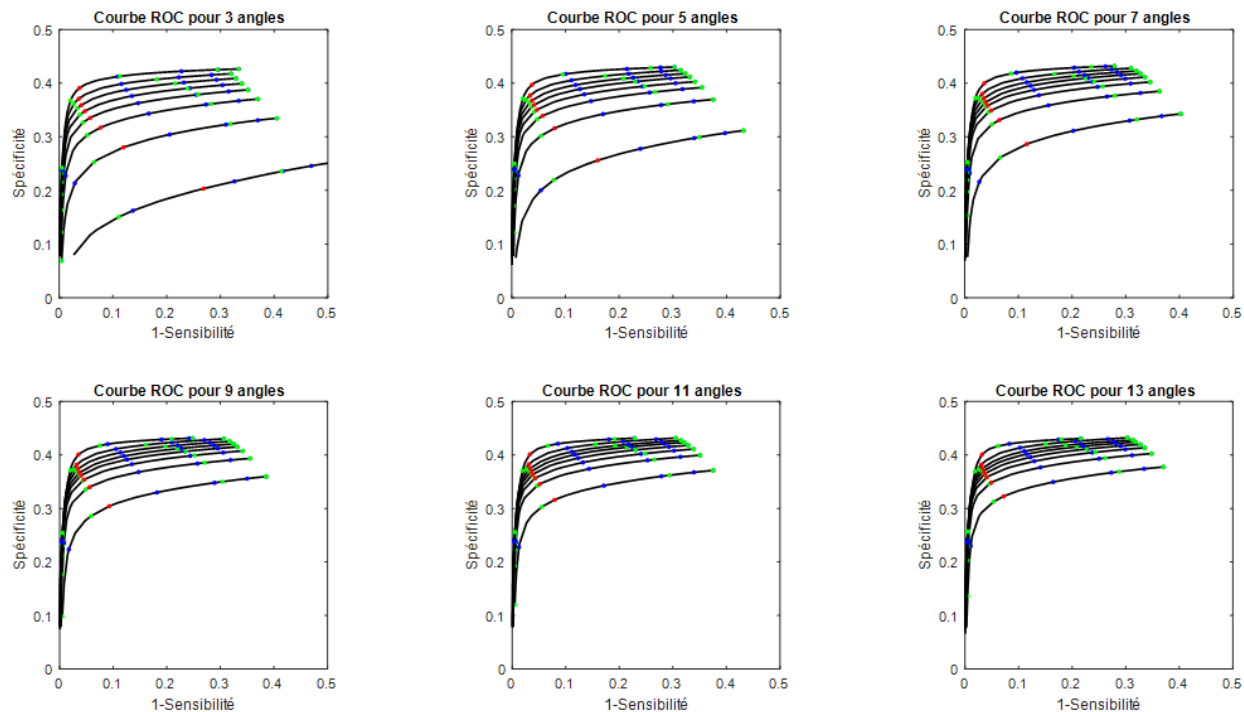 Courbe ROC pour 3 angles
Courbe ROC pour 5 angles
Courbe ROC pour 7 angles
0.5
0.4
0.3
0.2
0.1
0
Spécificité
0 0.1 0.2 0.3 0.4 0.5
1-Sensibilité
0.5
0.4
0.3
0.2
0.1
0
Spécificité
0 0.1 0.2 0.3 0.4 0.5
1-Sensibilité
0.5
0.4
0.3
0.2
0.1
0
Spécificité
0 0.1 0.2 0.3 0.4 0.5
1-Sensibilité
Courbe ROC pour 9 angles
Courbe ROC pour 11 angles
Courbe ROC pour 13 angles
0.5
0.4
0.3
0.2
0.1
0
Spécificité
0 0.1 0.2 0.3 0.4 0.5
1-Sensibilité
0.5
0.4
0.3
0.2
0.1
0
Spécificité
0 0.1 0.2 0.3 0.4 0.5
1-Sensibilité
0.5
0.4
0.3
0.2
0.1
0
Spécificité
0 0.1 0.2 0.3 0.4 0.5
1-Sensibilité